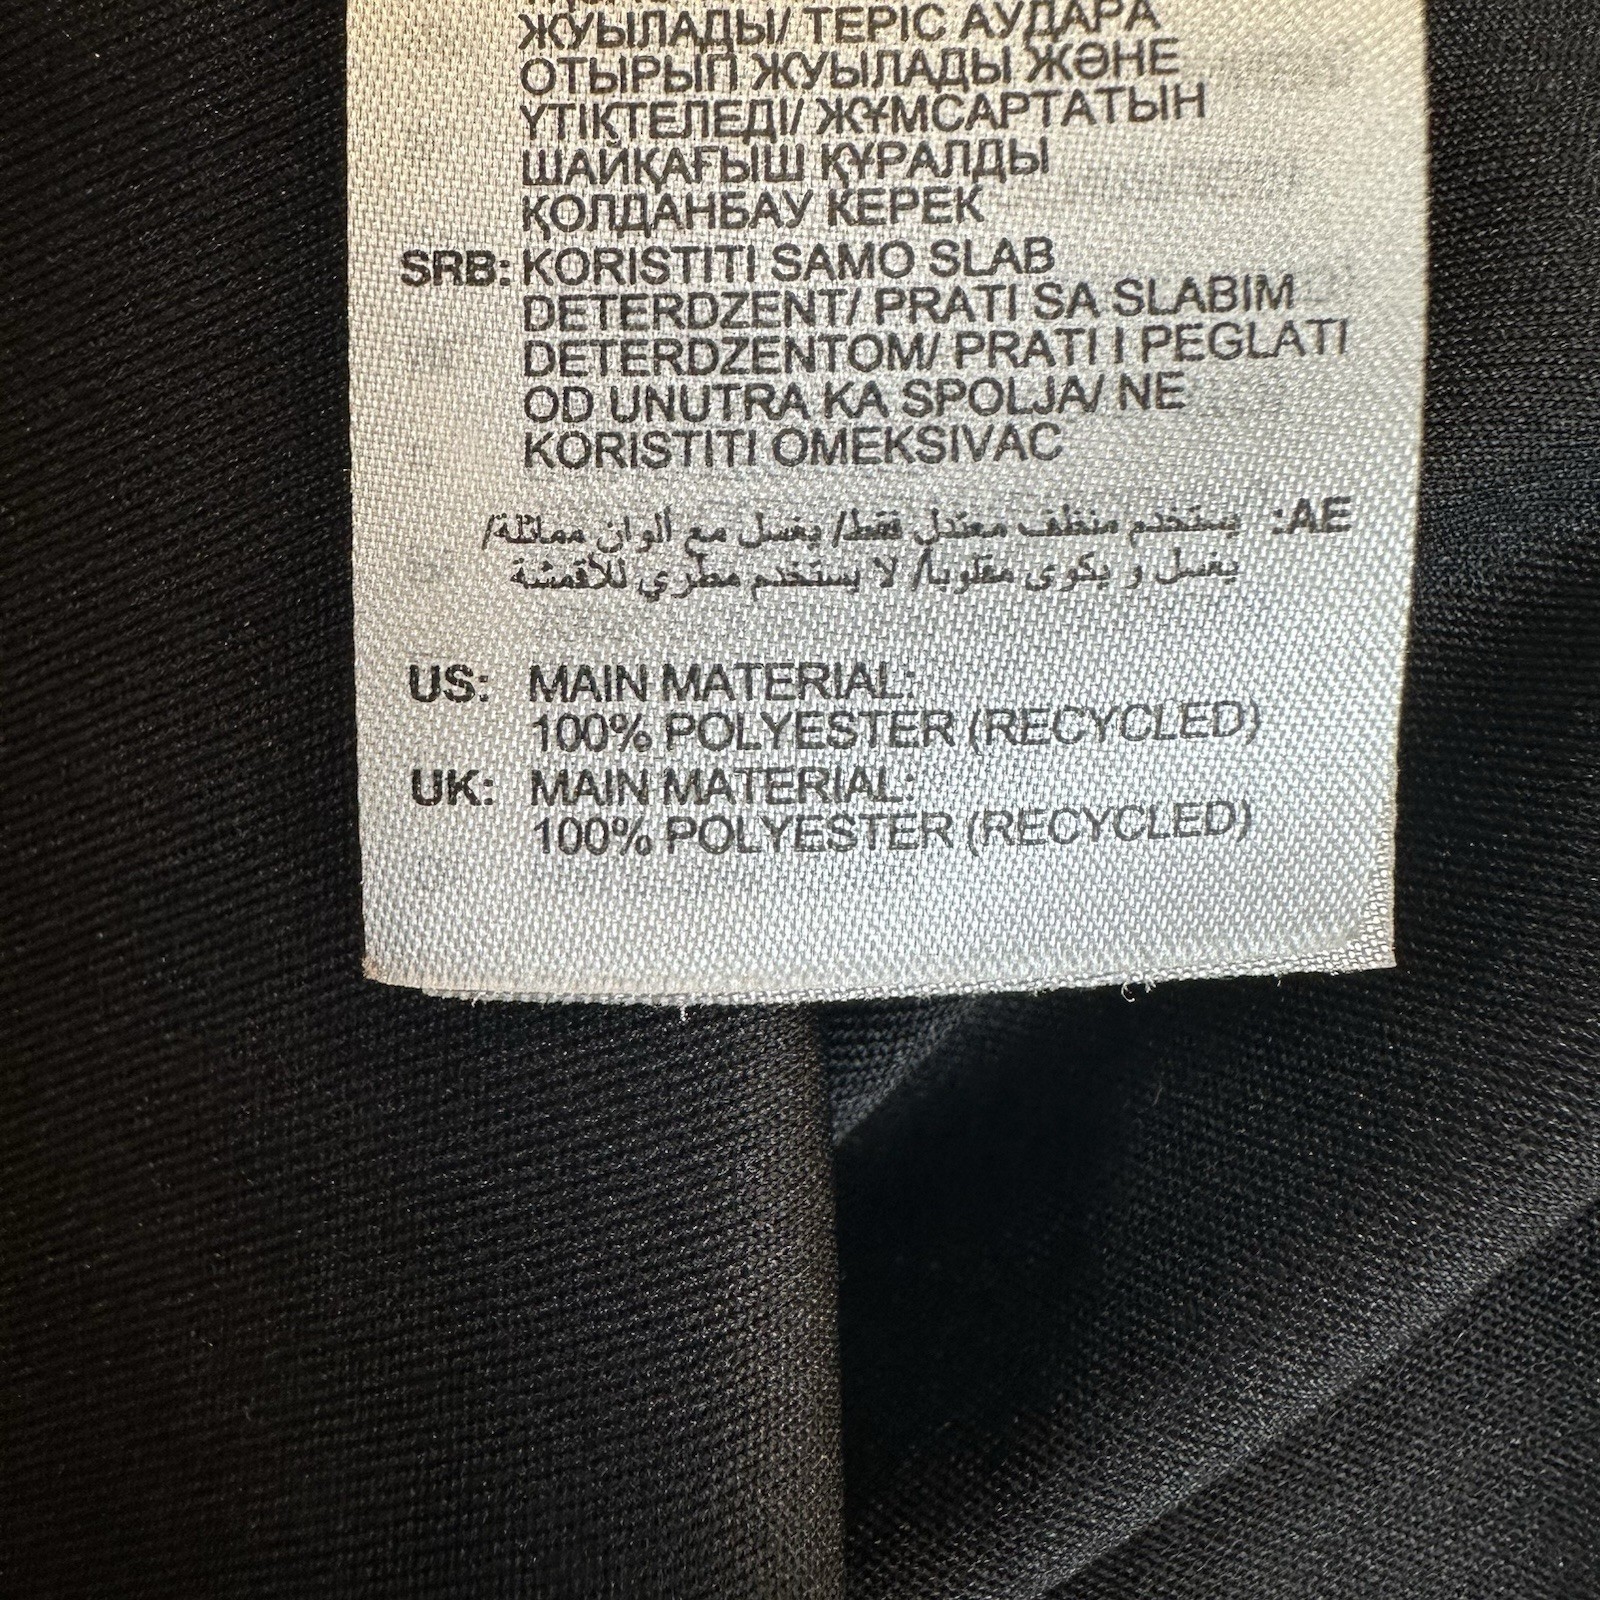 ЖУЫЛАДЫ/ ТЕРІС АУДАРА
ОТЫРЫП ЖУЫЛАДЫ ЖӘНЕ
ҮТІКТЕЛЕДІ/ ЖҰМСАРТАТЫН
ШАЙҚАҒЫШ ҚҰРАЛДЫ
ҚОЛДАНБАУ КЕРЕК
SRB: KORISTITI SAMO SLAB
DETERDZENT/ PRATI SA SLABIM
DETERDZENTOM/ PRATI I PEGLATI
OD UNUTRA KA SPOLJA/ NE
KORISTITI OMEKSIVAC
AE: يستخدم منظف معتدل فقط/ يغسل مع ألوان مماثلة/
يغسل و يكوى مقلوبا/ لا يستخدم مطري للأقمشة
US: MAIN MATERIAL:
100% POLYESTER (RECYCLED)
UK: MAIN MATERIAL:
100% POLYESTER (RECYCLED)